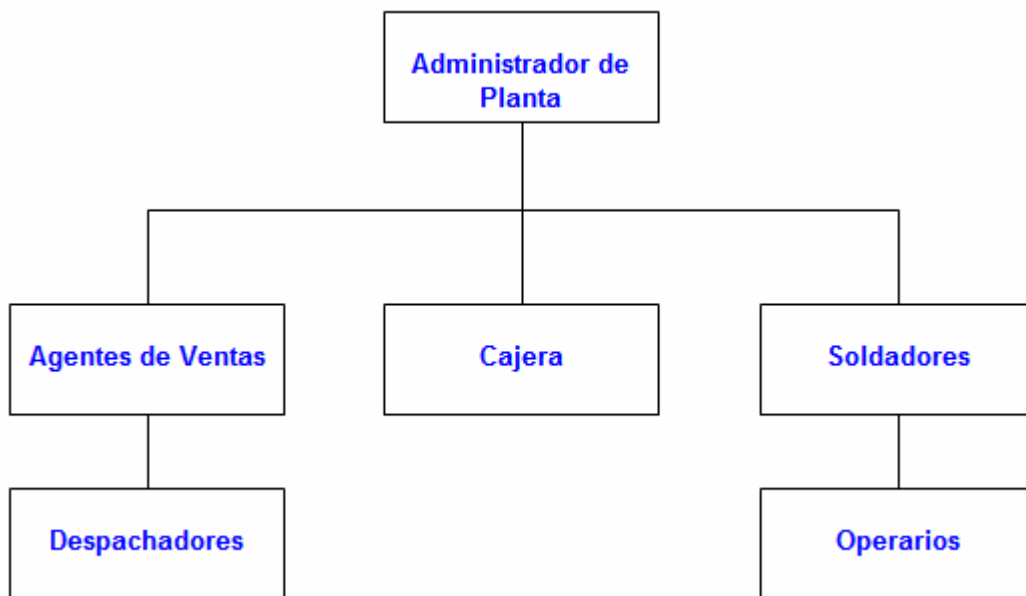 Administrador de
Planta
Agentes de Ventas
Cajera
Soldadores
Despachadores
Operarios